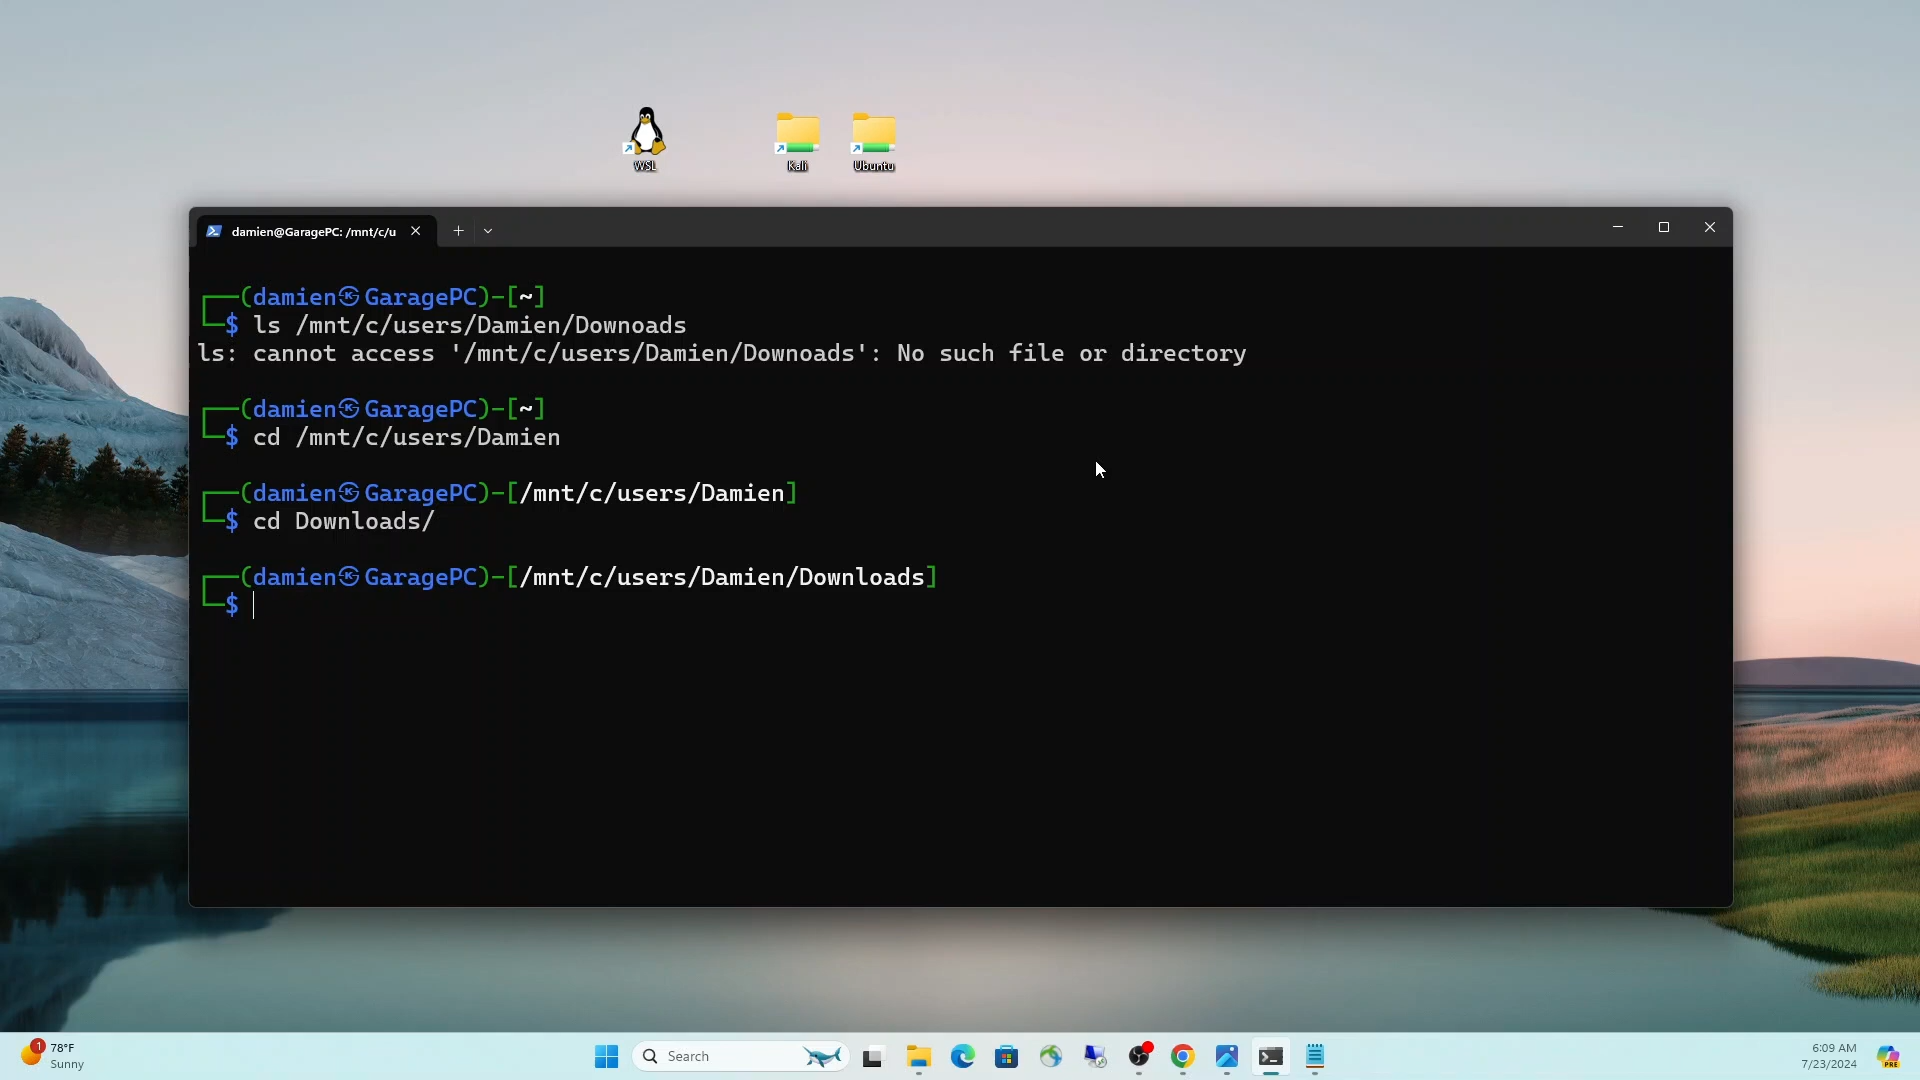 WSL
Kali
Ubuntu
damien@GaragePC: /mnt/c/u
┌──(damien㉿GaragePC)-[~]
└─$ ls /mnt/c/users/Damien/Downoads
ls: cannot access '/mnt/c/users/Damien/Downoads': No such file or directory
┌──(damien㉿GaragePC)-[~]
└─$ cd /mnt/c/users/Damien
┌──(damien㉿GaragePC)-[/mnt/c/users/Damien]
└─$ cd Downloads/
┌──(damien㉿GaragePC)-[/mnt/c/users/Damien/Downloads]
└─$
1
78°F
Sunny
Search
6:09 AM
7/23/2024
PRE